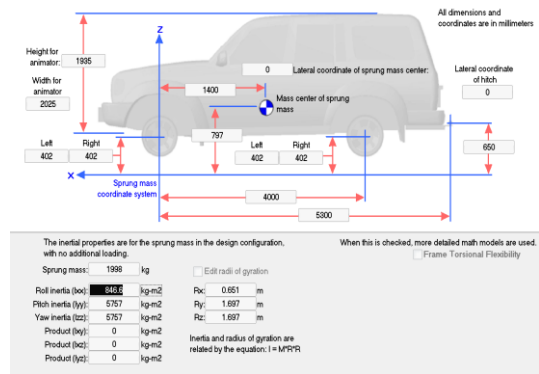 All dimensions and
coordinates are in millimeters
Z
Height for
animator:
1935
Width for
animator
2025
0
Lateral coordinate of sprung mass center:
Lateral coordinate
of hitch
0
1400
Mass center of sprung
mass
797
Left
Right
402
402
Left
Right
402
402
650
X
Sprung mass
coordinate system
4000
5300
The inertial properties are for the sprung mass in the design configuration,
with no additional loading.
When this is checked, more detailed math models are used.
Frame Torsional Flexibility
Sprung mass: 1998 kg
Edit radii of gyration
Roll inertia (Ixx): 846.6 kg-m2
Rx: 0.651 m
Pitch inertia (Iyy): 5757 kg-m2
Ry: 1.697 m
Yaw inertia (Izz): 5757 kg-m2
Rz: 1.697 m
Product (Ixy): 0 kg-m2
Product (Ixz): 0 kg-m2
Product (Iyz): 0 kg-m2
Inertia and radius of gyration are
related by the equation: I = M*R*R